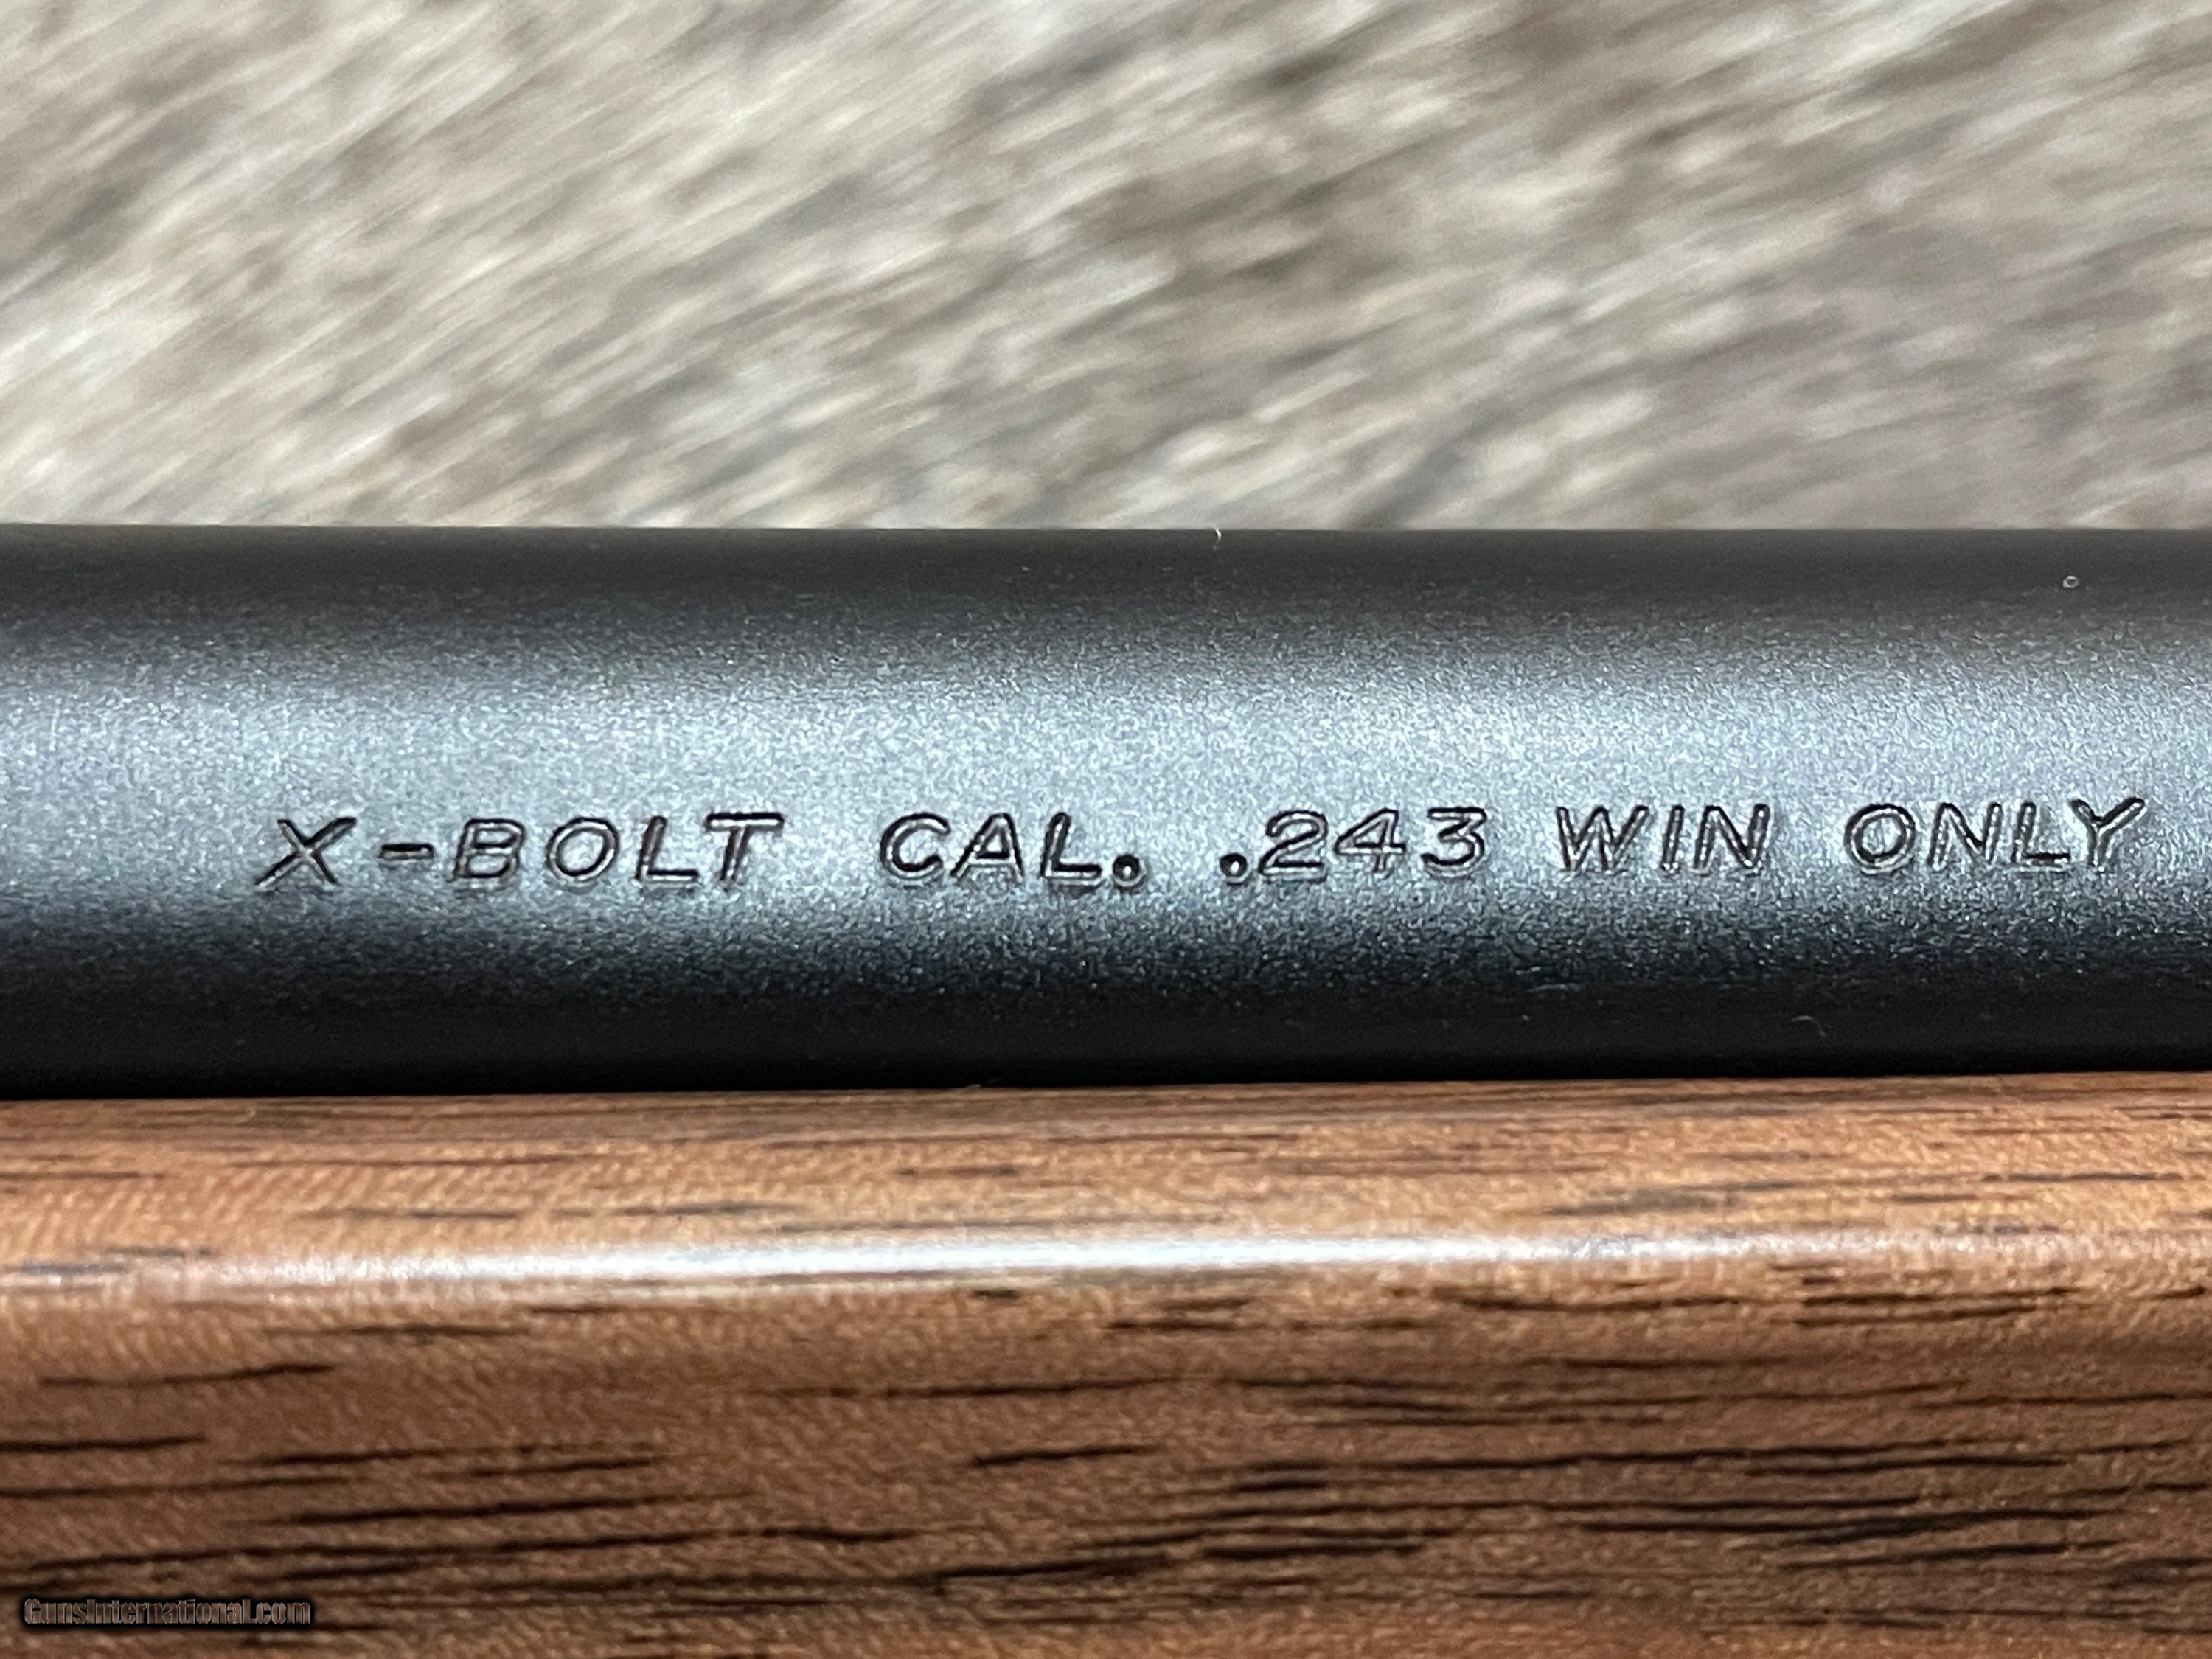 X-BOLT CAL. .243 WIN ONLY
GunsInternational.com